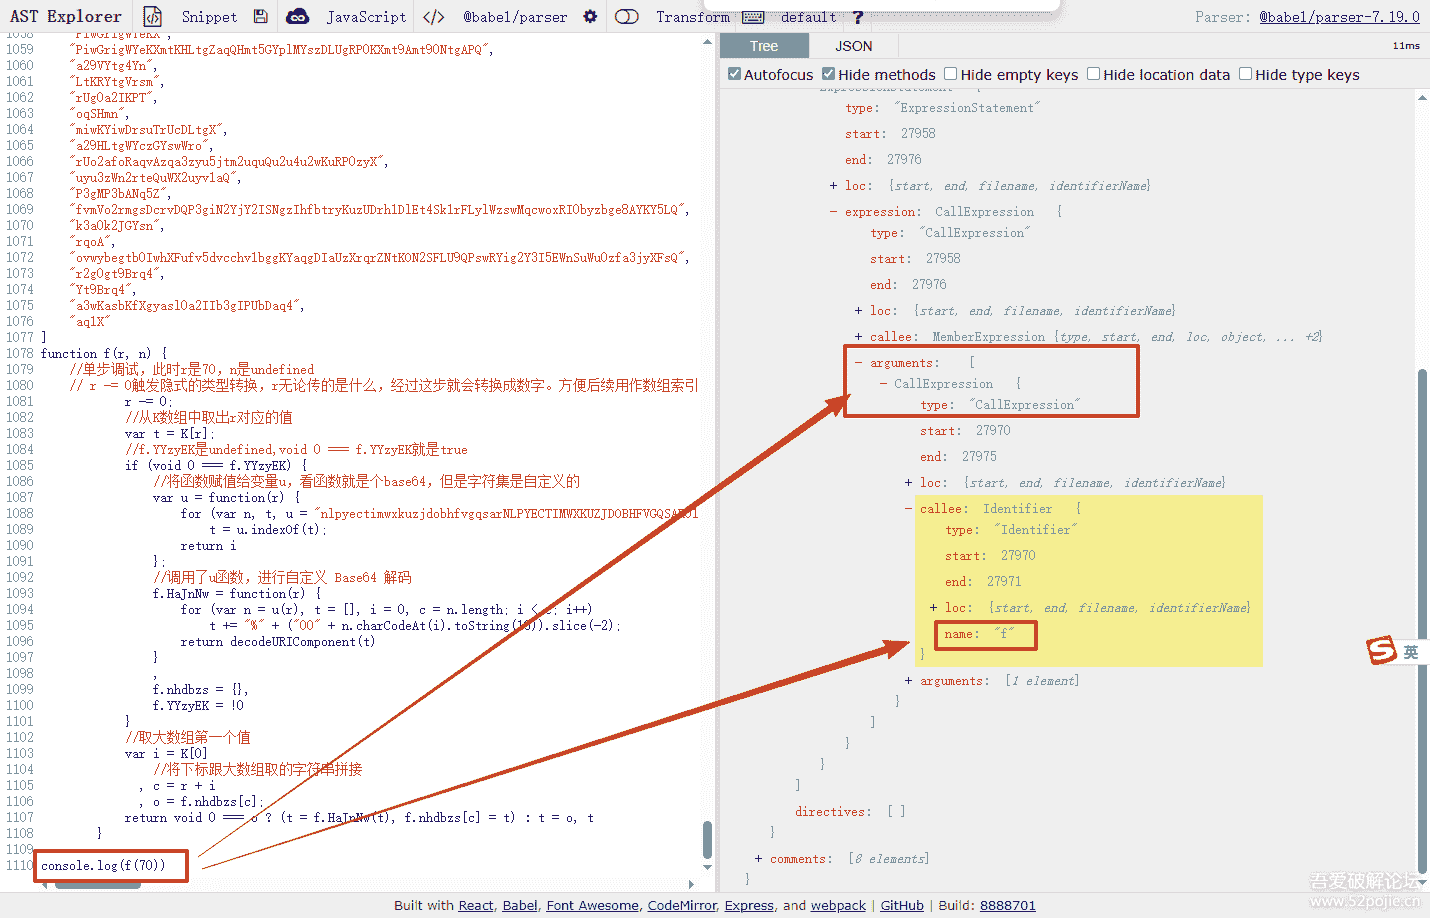 AST Explorer Snippet JavaScript </> @babel/parser Transform default ? Parser: @babel/parser-7.19.0
Tree JSON 11ms
Autofocus Hide methods Hide empty keys Hide location data Hide type keys
1059 "PiwGrigWYeKXmtKHLtgZaqQHmt5GYplMYszDLUgRPOKXmt9Amt9ONtgAPQ",
1060 "a29VYtg4Yn",
1061 "LtKRYtgVrsm",
1062 "rUgOa2IKPT",
1063 "oqSHmn",
1064 "miwKYiwDrsuTrUcDLtgX",
1065 "a29HLtgWYczGYswWro",
1066 "rUo2afoRaqvAzqa3zyu5jtm2uquQu2u4u2wKuRPOzyX",
1067 "uyu3zWn2rteQuWX2uyv1aQ",
1068 "P3gMP3bANq5Z",
1069 "fvmVo2rmgsDcrvDQP3giN2YjY2ISNgzIhfbtryKuzUDrh1DlEt4Sk1rFLylWzswMqcwoxRIObyzbge8AYKY5LQ",
1070 "k3aOk2JGYsn",
1071 "rqoA",
1072 "ovwybegtbOIwhXFufv5dvcchv1bggKYaqgDIaUzXrqrZNtKON2SFLU9QPswRYig2Y3I5EWnSuWuOzfa3jyXFsQ",
1073 "r2gOgt9Brq4",
1074 "Yt9Brq4",
1075 "a3wKasbKfXgyaslOa2IIb3gIPUbDaq4",
1076 "aqlX"
1077 ]
1078 function f(r, n) {
1079 //单步调试，此时r是70，n是undefined
1080 // r -= 0触发隐式的类型转换，r无论传的是什么，经过这步就会转换成数字。方便后续用作数组索引
1081 r -= 0;
1082 //从K数组中取出r对应的值
1083 var t = K[r];
1084 //f.YYzyEK是undefined,void 0 === f.YYzyEK就是true
1085 if (void 0 === f.YYzyEK) {
1086 //将函数赋值给变量u，看函数就是个base64，但是字符集是自定义的
1087 var u = function(r) {
1088 for (var n, t, u = "nlpyectimwxkuzjdobhfvgqsarNLPYECTIMWXKUZJDOBHFVGQSAR
1089 t = u.indexOf(t);
1090 return i
1091 };
1092 //调用了u函数，进行自定义 Base64 解码
1093 f.HaJnNw = function(r) {
1094 for (var n = u(r), t = [], i = 0, c = n.length; i < c; i++)
1095 t += "%" + ("00" + n.charCodeAt(i).toString(16)).slice(-2);
1096 return decodeURIComponent(t)
1097 }
1098 ,
1099 f.nhdbzs = {},
1100 f.YYzyEK = !0
1101 }
1102 //取大数组第一个值
1103 var i = K[0]
1104 //将下标跟大数组取的字符串拼接
1105 , c = r + i
1106 , o = f.nhdbzs[c];
1107 return void 0 === o ? (t = f.HaJnNw(t), f.nhdbzs[c] = t) : t = o, t
1108 }
1109
1110 console.log(f(70))
type: "ExpressionStatement"
start: 27958
end: 27976
+ loc: {start, end, filename, identifierName}
- expression: CallExpression {
type: "CallExpression"
start: 27958
end: 27976
+ loc: {start, end, filename, identifierName}
+ callee: MemberExpression {type, start, end, loc, object, ... +2}
- arguments: [
- CallExpression {
type: "CallExpression"
start: 27970
end: 27975
+ loc: {start, end, filename, identifierName}
- callee: Identifier {
type: "Identifier"
start: 27970
end: 27971
+ loc: {start, end, filename, identifierName}
name: "f"
}
+ arguments: [1 element]
}
]
}
}
]
directives: [ ]
}
+ comments: [8 elements]
}
英
吾爱破解论坛
www.52pojie.cn
Built with React, Babel, Font Awesome, CodeMirror, Express, and webpack | GitHub | Build: 8888701